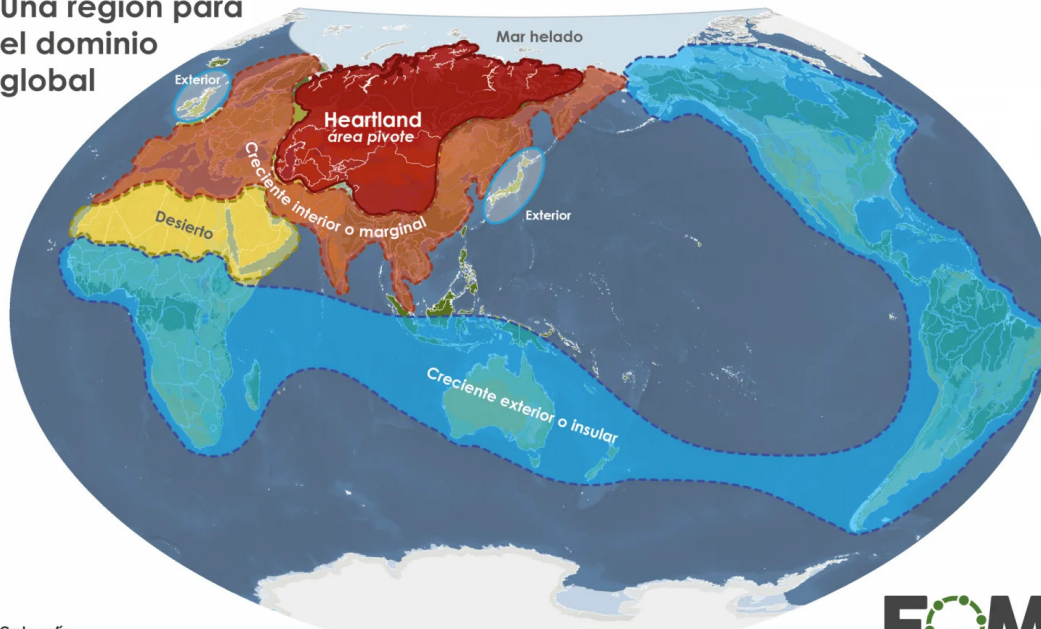 Una región para
el dominio
global
Mar helado
Exterior
Heartland
área pivote
Creciente interior o marginal
Desierto
Exterior
Creciente exterior o insular
EOM